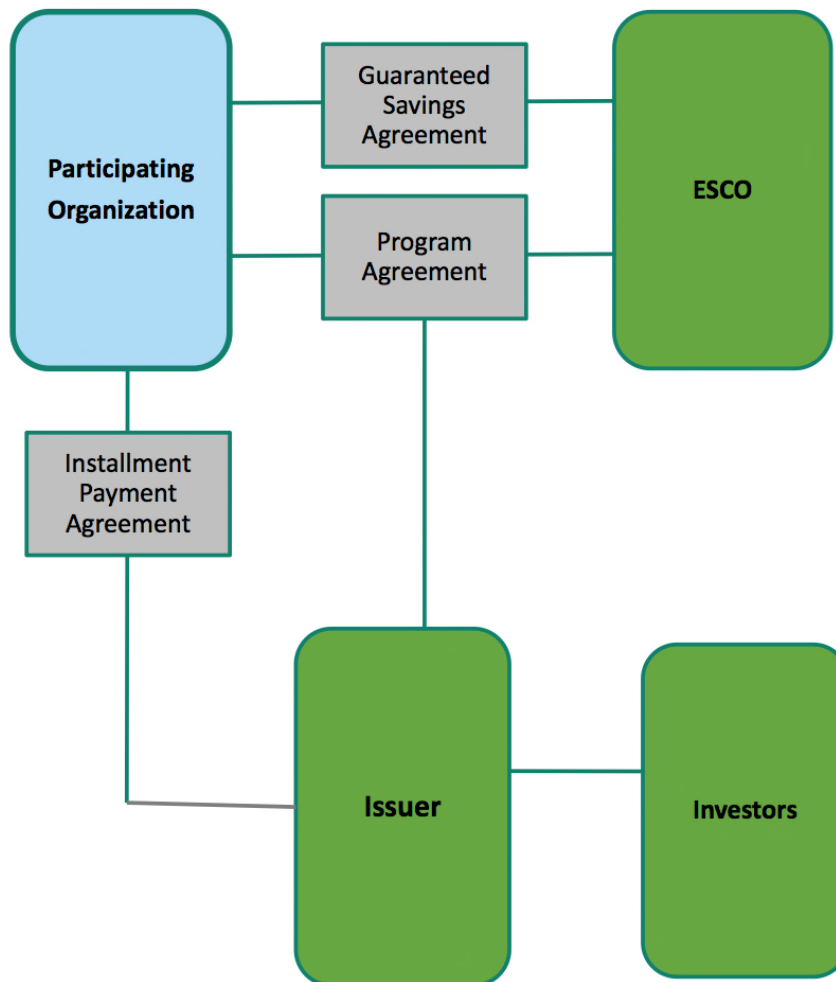 Participating
Organization
Guaranteed
Savings
Agreement
ESCO
Program
Agreement
Installment
Payment
Agreement
Issuer
Investors